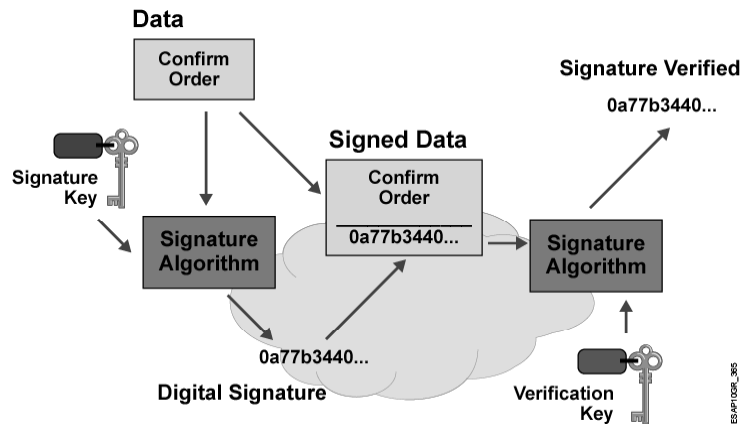 Data
Confirm
Order
Signature
Key
Signature
Algorithm
0a77b3440...
Digital Signature
Signed Data
Confirm
Order
0a77b3440...
Signature
Algorithm
Verification
Key
Signature Verified
0a77b3440...
ESAP10GR_365